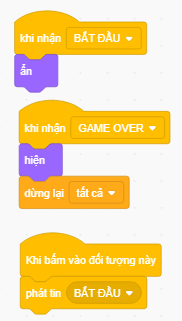 khi nhận BẮT ĐẦU
ẩn
khi nhận GAME OVER
hiện
dừng lại tất cả
Khi bấm vào đối tượng này
phát tin BẮT ĐẦU